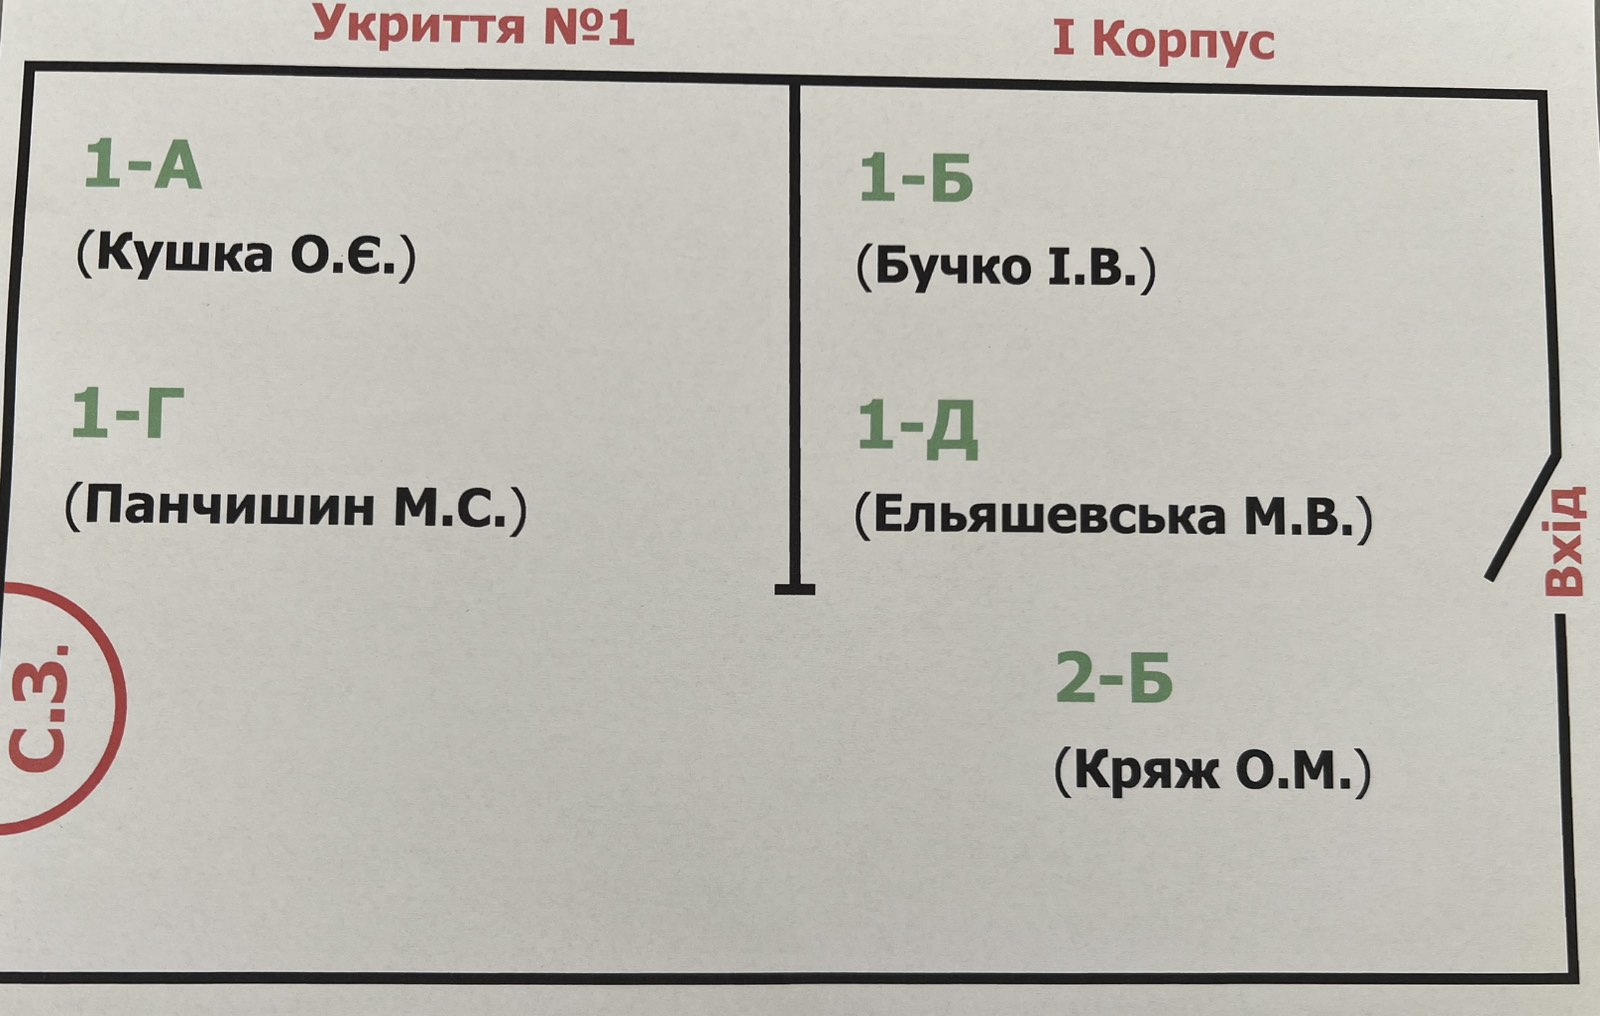 Укриття №1
І Корпус
1-А
(Кушка О.Є.)
1-Б
(Бучко І.В.)
1-Г
(Панчишин М.С.)
1-Д
(Ельяшевська М.В.)
Вхід
С.З.
2-Б
(Кряж О.М.)